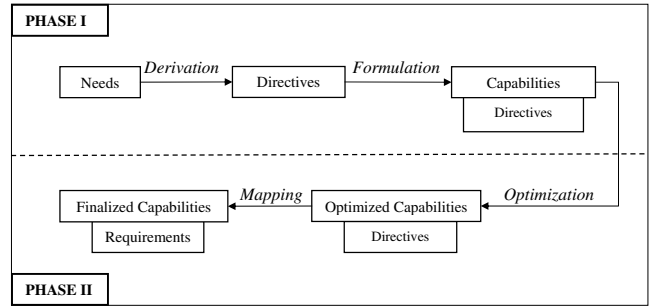 PHASE I
Derivation
Formulation
Needs
Directives
Capabilities
Directives
Mapping
Optimization
Finalized Capabilities
Optimized Capabilities
Requirements
Directives
PHASE II